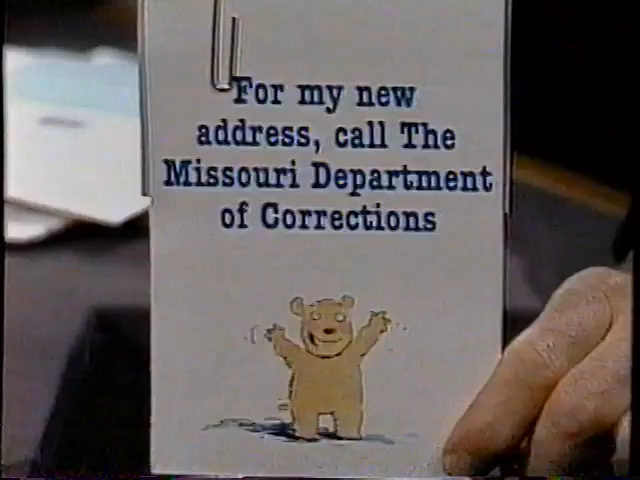 For my new
address, call The
Missouri Department
of Corrections